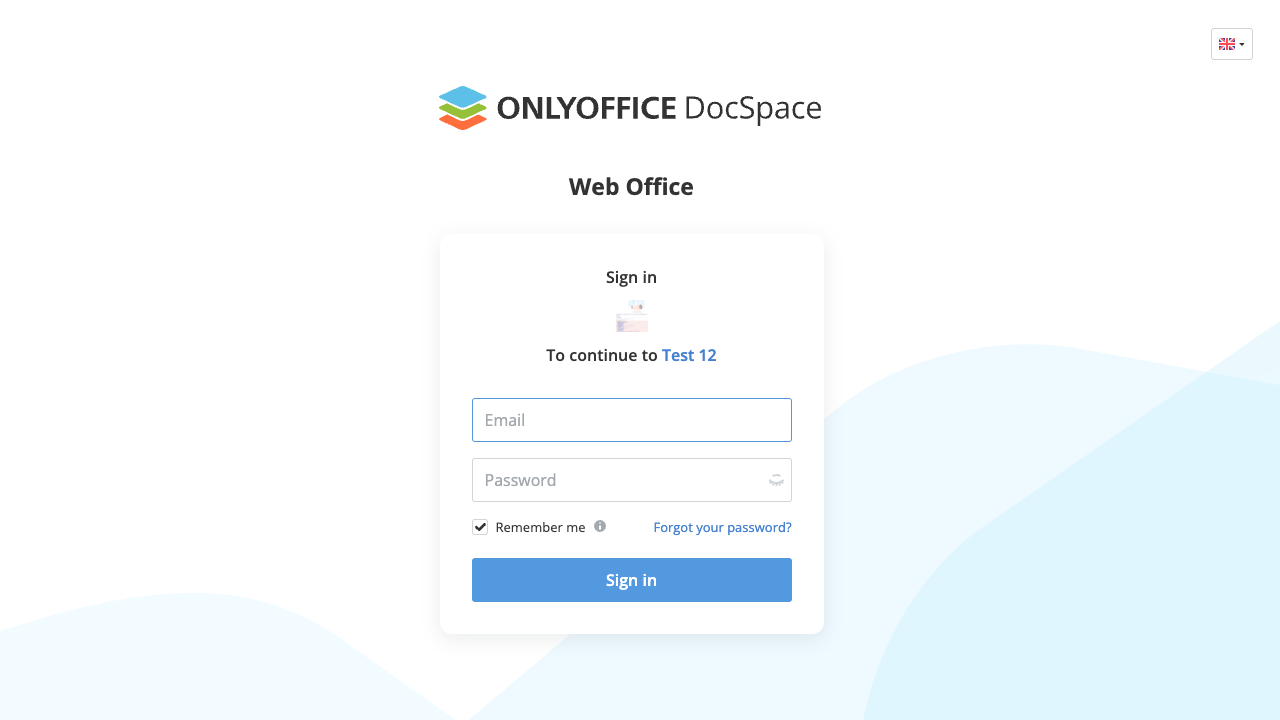 ONLYOFFICE DocSpace
Web Office
Sign in
To continue to Test 12
Email
Password
Remember me
Forgot your password?
Sign in